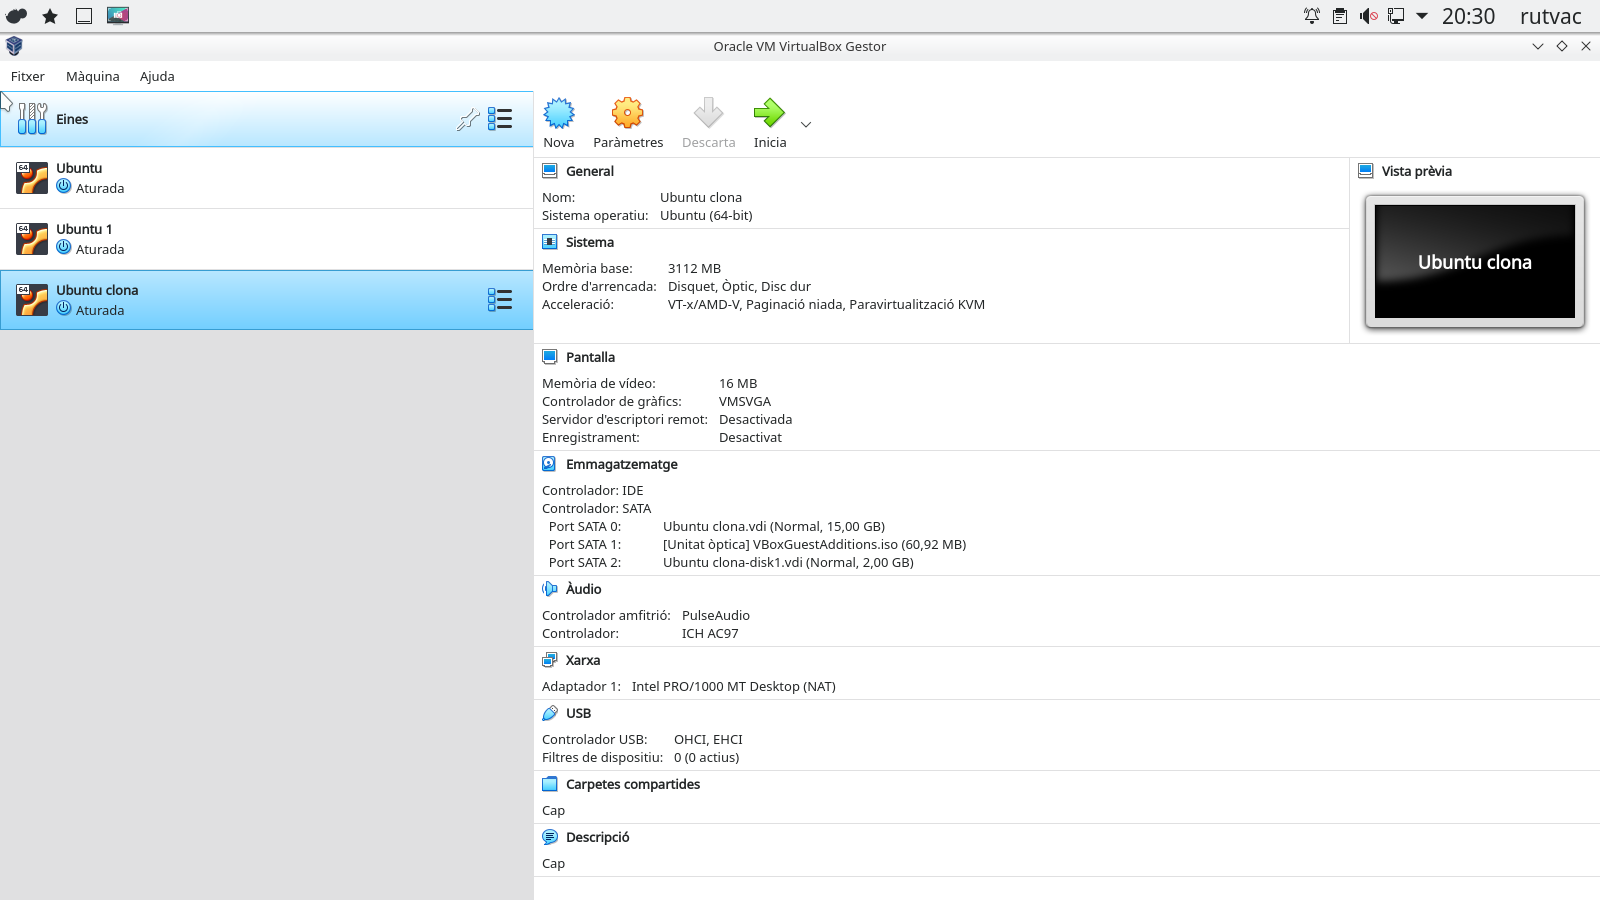 20:30 rutvac
Oracle VM VirtualBox Gestor
Fitxer Màquina Ajuda
Eines
64 Ubuntu
Aturada
64 Ubuntu 1
Aturada
64 Ubuntu clona
Aturada
Nova Paràmetres Descarta Inicia
General
Nom: Ubuntu clona
Sistema operatiu: Ubuntu (64-bit)
Sistema
Memòria base: 3112 MB
Ordre d'arrencada: Disquet, Òptic, Disc dur
Acceleració: VT-x/AMD-V, Paginació niada, Paravirtualització KVM
Vista prèvia
Ubuntu clona
Pantalla
Memòria de vídeo: 16 MB
Controlador de gràfics: VMSVGA
Servidor d'escriptori remot: Desactivada
Enregistrament: Desactivat
Emmagatzematge
Controlador: IDE
Controlador: SATA
Port SATA 0: Ubuntu clona.vdi (Normal, 15,00 GB)
Port SATA 1: [Unitat òptica] VBoxGuestAdditions.iso (60,92 MB)
Port SATA 2: Ubuntu clona-disk1.vdi (Normal, 2,00 GB)
Àudio
Controlador amfitrió: PulseAudio
Controlador: ICH AC97
Xarxa
Adaptador 1: Intel PRO/1000 MT Desktop (NAT)
USB
Controlador USB: OHCI, EHCI
Filtres de dispositiu: 0 (0 actius)
Carpetes compartides
Cap
Descripció
Cap